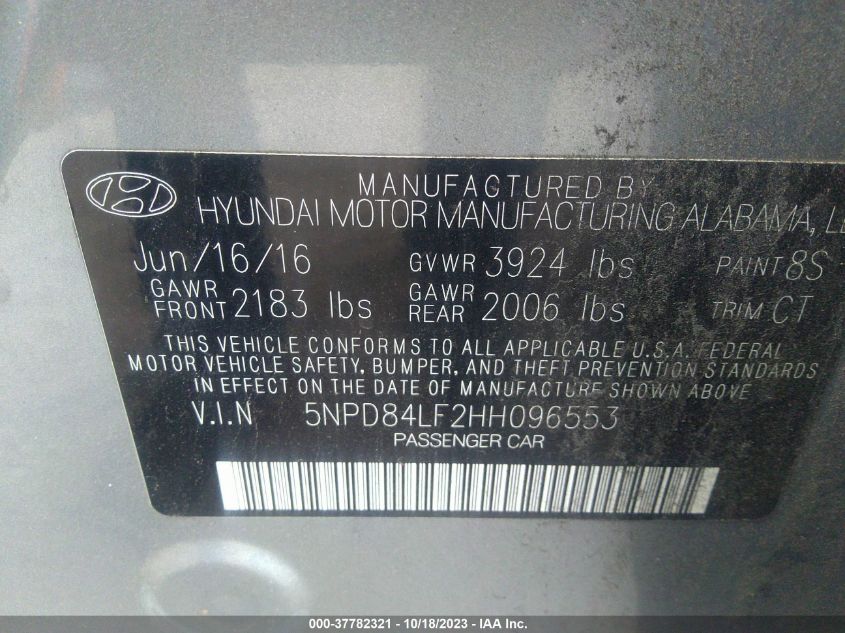 MANUFACTURED BY
HYUNDAI MOTOR MANUFACTURING ALABAMA,
Jun/16/16 GVWR 3924 lbs PAINT 8S
GAWR FRONT 2183 lbs GAWR REAR 2006 lbs TRIM CT
THIS VEHICLE CONFORMS TO ALL APPLICABLE U.S.A. FEDERAL
MOTOR VEHICLE SAFETY, BUMPER, AND THEFT PREVENTION STANDARDS
IN EFFECT ON THE DATE OF MANUFACTURE SHOWN ABOVE
V.I.N 5NPD84LF2HH096553
PASSENGER CAR
000-37782321 - 10/18/2023 - IAA Inc.